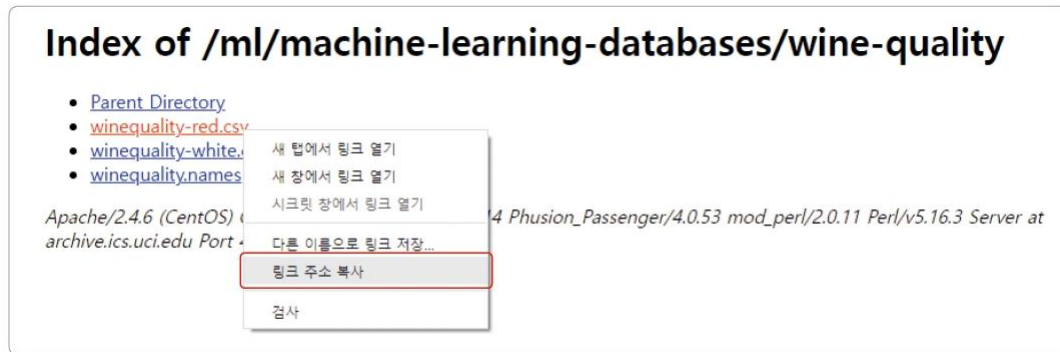 Index of /ml/machine-learning-databases/wine-quality
Parent Directory
winequality-red.csv
winequality-white.
winequality.names
새 탭에서 링크 열기
새 창에서 링크 열기
시크릿 창에서 링크 열기
다른 이름으로 링크 저장...
링크 주소 복사
검사
Apache/2.4.6 (CentOS) 4 Phusion_Passenger/4.0.53 mod_perl/2.0.11 Perl/v5.16.3 Server at
archive.ics.uci.edu Port